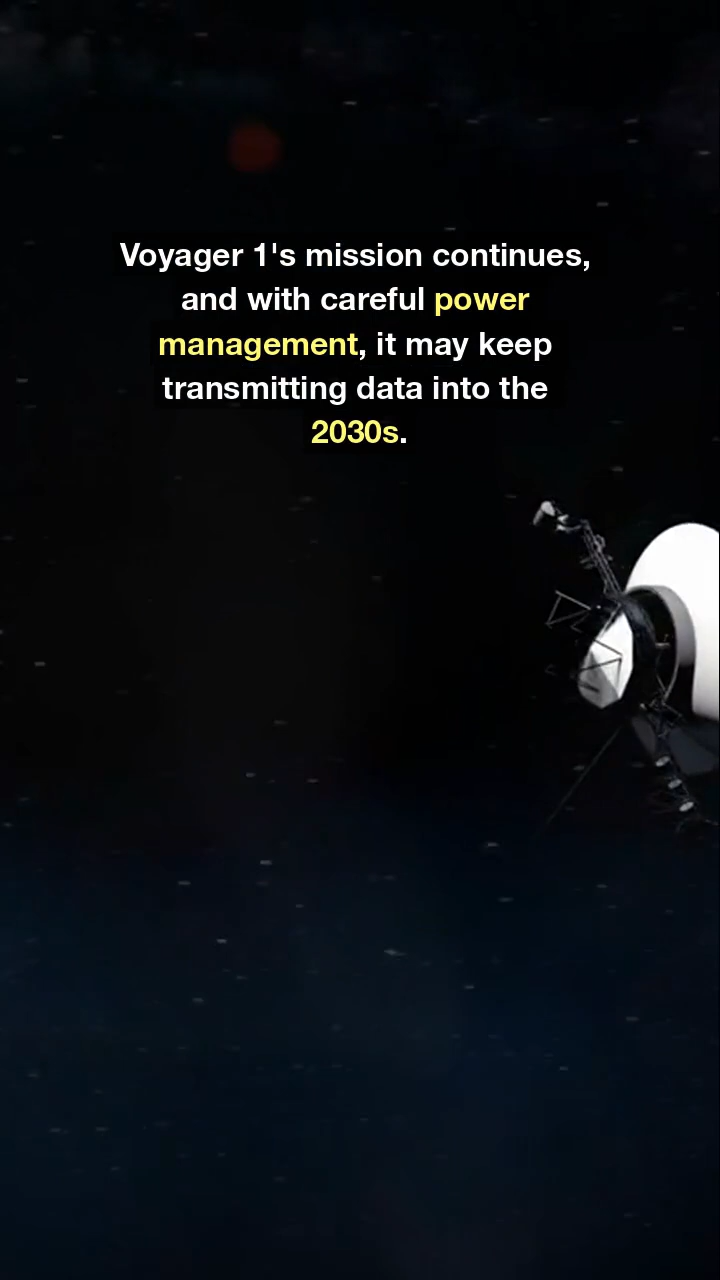 Voyager 1's mission continues,
and with careful power
management, it may keep
transmitting data into the
2030s.